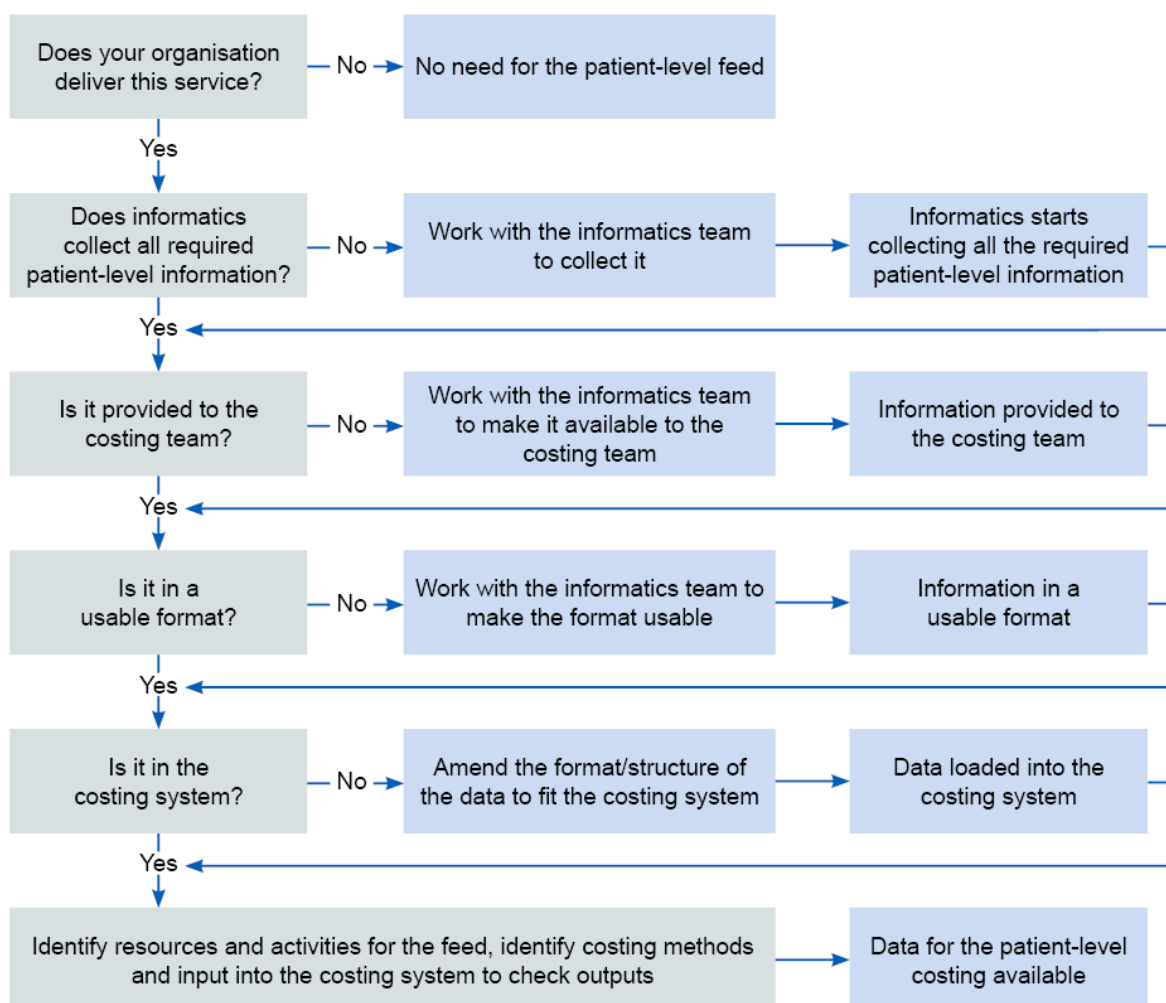 Does your organisation
deliver this service?
No
No need for the patient-level feed
Yes
Does informatics
collect all required
patient-level information?
No
Work with the informatics team
to collect it
Informatics starts
collecting all the required
patient-level information
Yes
Is it provided to the
costing team?
No
Work with the informatics team
to make it available to the
costing team
Information provided to
the costing team
Yes
Is it in a
usable format?
No
Work with the informatics team to
make the format usable
Information in a
usable format
Yes
Is it in the
costing system?
No
Amend the format/structure of
the data to fit the costing system
Data loaded into the
costing system
Yes
Identify resources and activities for the feed, identify costing methods
and input into the costing system to check outputs
Data for the patient-level
costing available